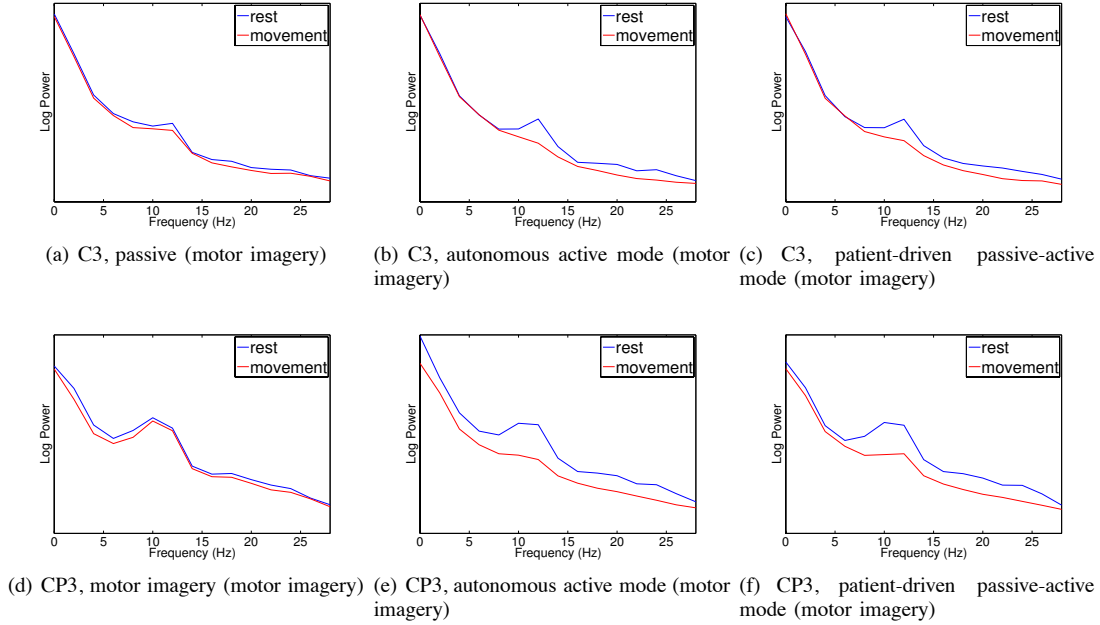 rest
movement
Log Power
0 5 10 15 20 25
Frequency (Hz)
(a) C3, passive (motor imagery)
rest
movement
Log Power
0 5 10 15 20 25
Frequency (Hz)
(b) C3, autonomous active mode (motor
imagery)
rest
movement
Log Power
0 5 10 15 20 25
Frequency (Hz)
(c) C3, patient-driven passive-active
mode (motor imagery)
rest
movement
Log Power
0 5 10 15 20 25
Frequency (Hz)
(d) CP3, motor imagery (motor imagery)
rest
movement
Log Power
0 5 10 15 20 25
Frequency (Hz)
(e) CP3, autonomous active mode (motor
imagery)
rest
movement
Log Power
0 5 10 15 20 25
Frequency (Hz)
(f) CP3, patient-driven passive-active
mode (motor imagery)